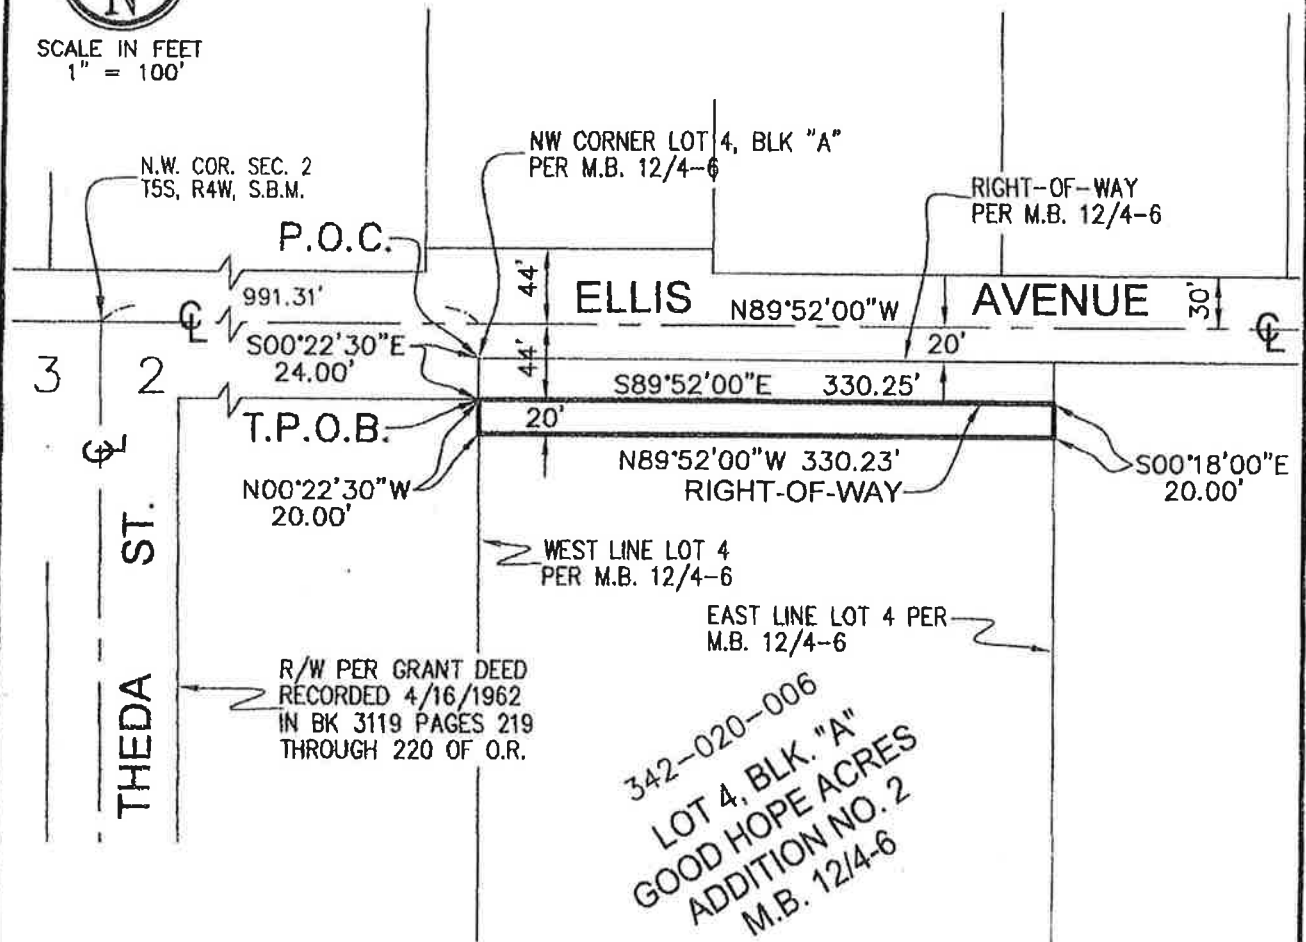 N
SCALE IN FEET
1" = 100'
NW CORNER LOT 4, BLK "A"
PER M.B. 12/4-6
N.W. COR. SEC. 2
T5S, R4W, S.B.M.
RIGHT-OF-WAY
PER M.B. 12/4-6
P.O.C.
44'
991.31'
ELLIS
N89°52'00"W
AVENUE
30'
CL
CL
S00°22'30"E
24.00'
44'
20'
3
2
S89°52'00"E 330.25'
T.P.O.B.
20'
CL
N00°22'30"W
20.00'
N89°52'00"W 330.23'
RIGHT-OF-WAY
S00°18'00"E
20.00'
THEDA ST.
WEST LINE LOT 4
PER M.B. 12/4-6
EAST LINE LOT 4 PER
M.B. 12/4-6
R/W PER GRANT DEED
RECORDED 4/16/1962
IN BK 3119 PAGES 219
THROUGH 220 OF O.R.
342-020-006
LOT 4, BLK. "A"
GOOD HOPE ACRES
ADDITION NO. 2
M.B. 12/4-6